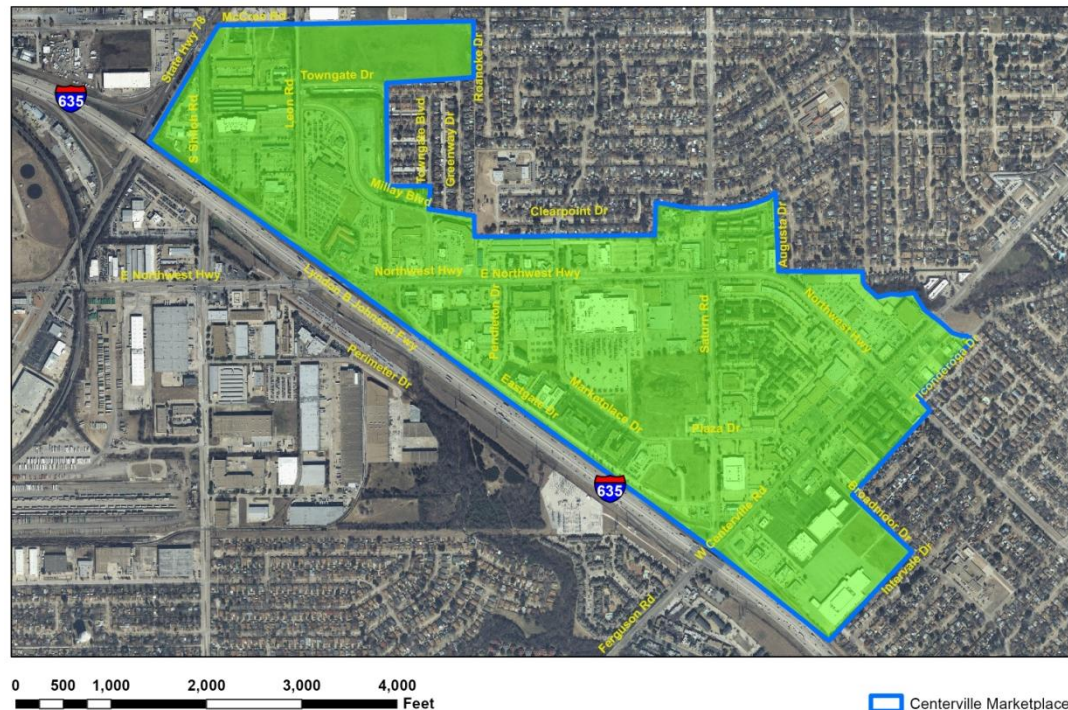 McCree Rd
State Hwy 78
Roanoke Dr
Towngate Dr
635
Leon Rd
S Shiloh Rd
Towngate Blvd
Greenway Dr
Millay Blvd
Clearpoint Dr
Augusta Dr
E Northwest Hwy
Northwest Hwy
E Northwest Hwy
Lyndon B Johnson Fwy
Pendleton Dr
Saturn Rd
Northwest Hwy
Perimeter Dr
Eastgate Dr
Marketplace Dr
Ticonderoga Dr
Plaza Dr
635
W Centerville Rd
Broadmoor Dr
Intervale Dr
Ferguson Rd
0 500 1,000 2,000 3,000 4,000
Feet
Centerville Marketplace